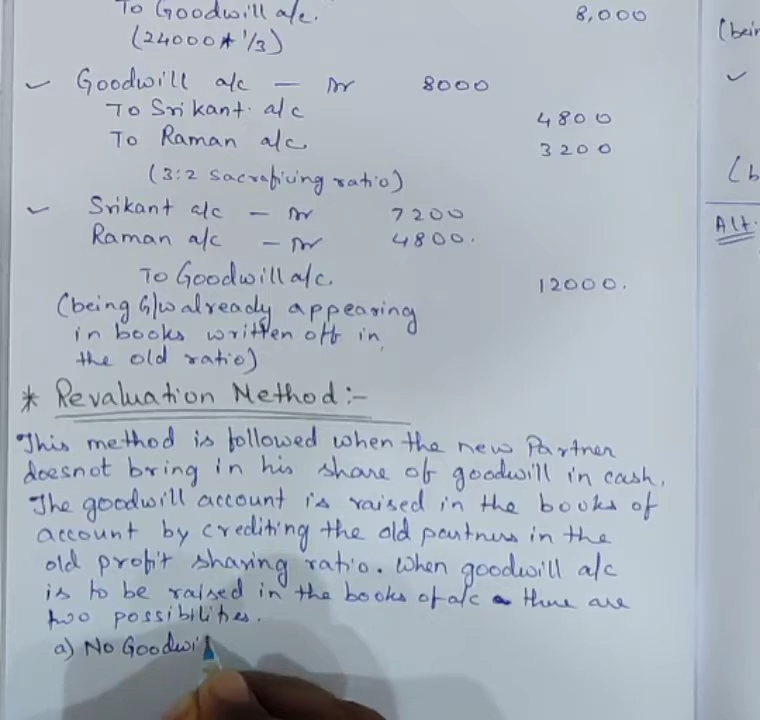 To Goodwill a/c. 8,000
(24000 * 1/3)
Goodwill a/c — Dr 8000
To Srikant a/c 4800
To Raman a/c. 3200
(3:2 Sacrafiving ratio)
Srikant a/c — Dr 7200
Raman a/c — Dr 4800.
To Goodwill a/c. 12000.
(being G/w already appearing
in books written off in
the old ratio)
* Revaluation Method :-
This method is followed when the new Partner
doesnot bring in his share of goodwill in cash.
The goodwill account is raised in the books of
account by crediting the old partners in the
old profit sharing ratio. When goodwill a/c
is to be raised in the books of a/c there are
two possibilites.
a) No Goodwi
(bein
(b
Alt.